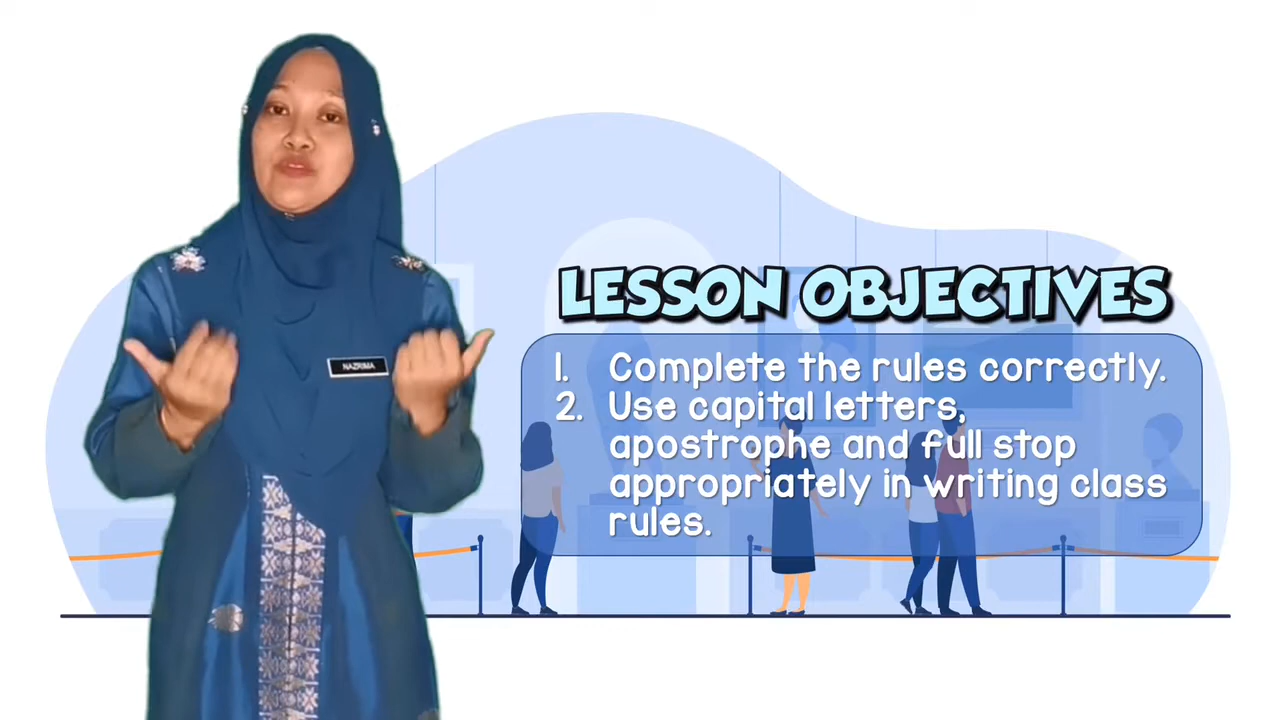 LESSON OBJECTIVES
1. Complete the rules correctly.
2. Use capital letters,
apostrophe and full stop
appropriately in writing class
rules.
NAZRIMA